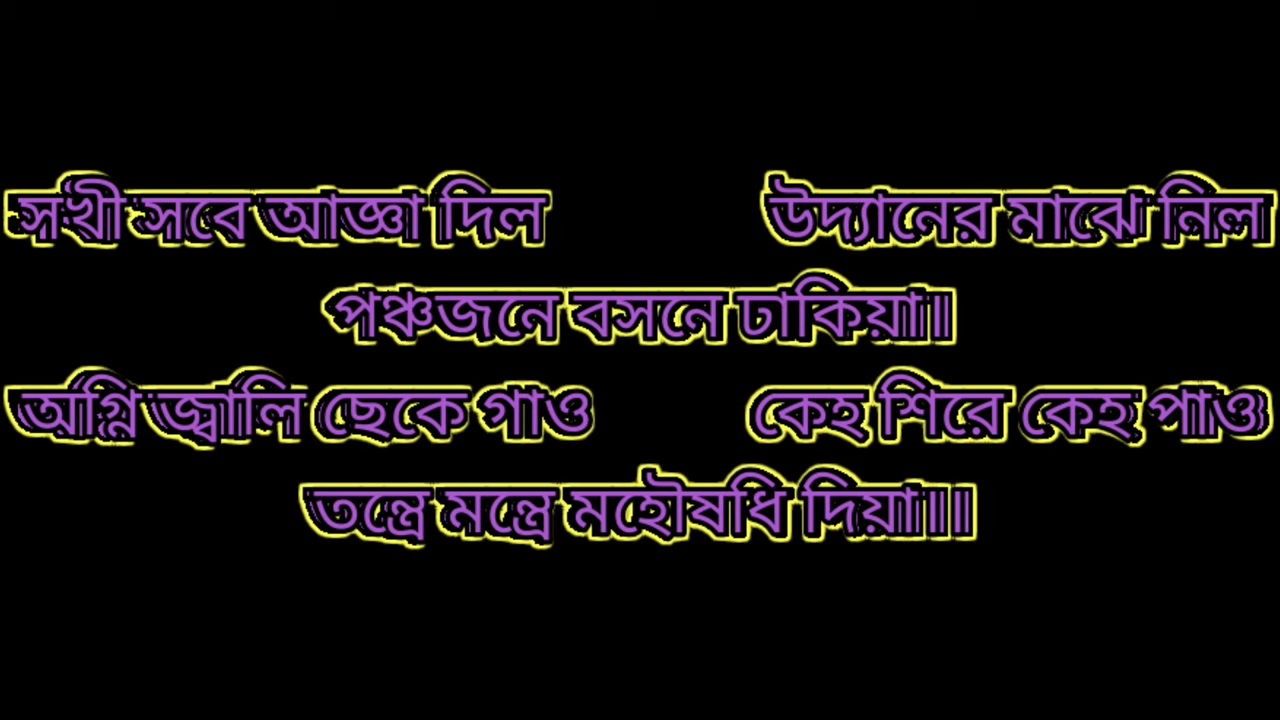 সখী সবে আজ্ঞা দিল উদ্যানের মাঝে নিল
পঞ্চজনে বসনে ঢাকিয়া॥
অগ্নি জ্বালি ছেকে গাও কেহ শিরে কেহ পাও
তন্ত্রে মন্ত্রে মহৌষধি দিয়া॥